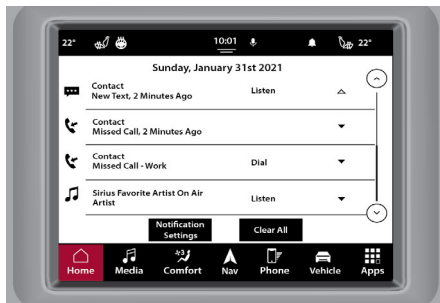 22°
10:01
22°
Sunday, January 31st 2021
Contact
New Text, 2 Minutes Ago
Listen
Contact
Missed Call, 2 Minutes Ago
Contact
Missed Call - Work
Dial
Sirius Favorite Artist On Air
Artist
Listen
Notification
Settings
Clear All
Home
Media
Comfort
Nav
Phone
Vehicle
Apps